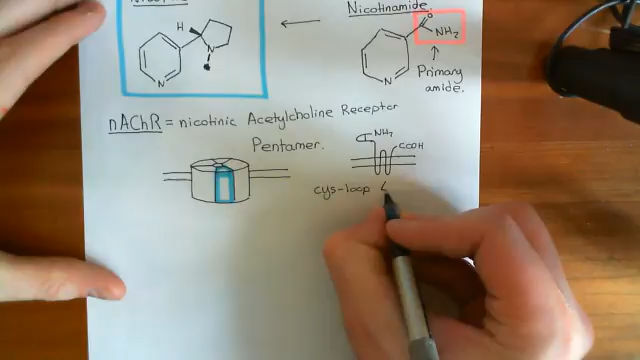 Nicotinamide.
H
O
N
NH₂
N
N
Primary
amide.
nAChR = nicotinic Acetylcholine Receptor
Pentamer.
NH₂
COOH
cys-loop